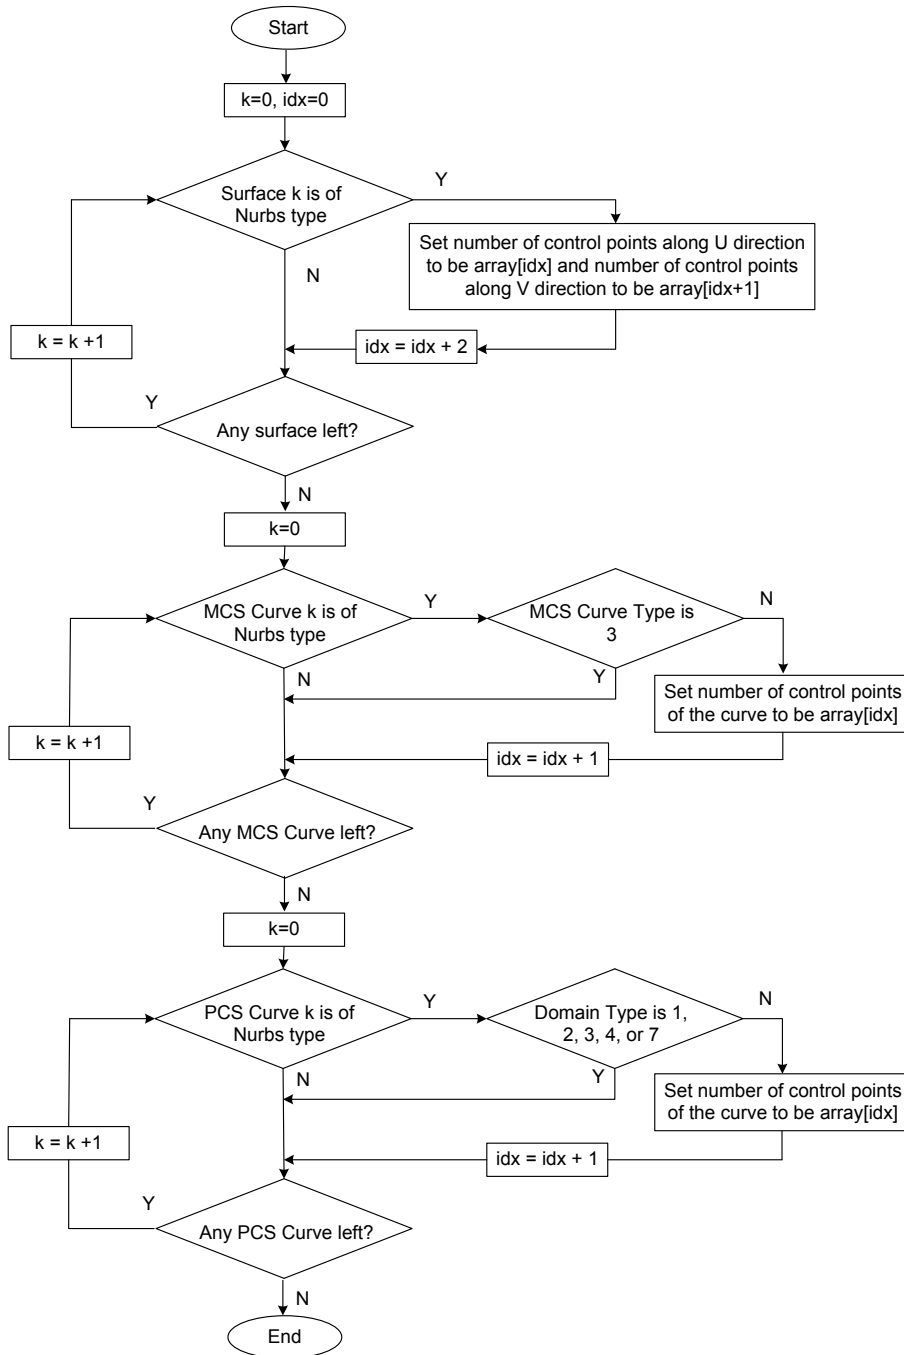 Start
k=0, idx=0
Surface k is of
Nurbs type
Y
Set number of control points along U direction
to be array[idx] and number of control points
along V direction to be array[idx+1]
N
k = k +1
idx = idx + 2
Y
Any surface left?
N
k=0
MCS Curve k is of
Nurbs type
Y
MCS Curve Type is
3
N
N
Y
Set number of control points
of the curve to be array[idx]
k = k +1
idx = idx + 1
Y
Any MCS Curve left?
N
k=0
PCS Curve k is of
Nurbs type
Y
Domain Type is 1,
2, 3, 4, or 7
N
N
Y
Set number of control points
of the curve to be array[idx]
k = k +1
idx = idx + 1
Y
Any PCS Curve left?
N
End